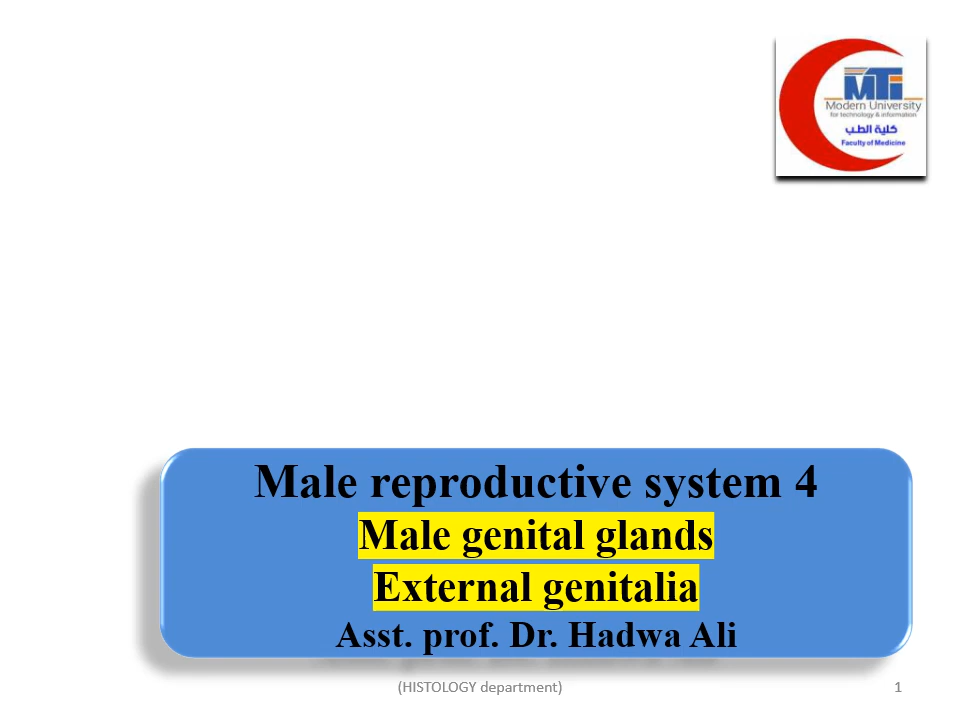 MTi
Modern University
for technology & information
كلية الطب
Faculty of Medicine
Male reproductive system 4
Male genital glands
External genitalia
Asst. prof. Dr. Hadwa Ali
(HISTOLOGY department)
1